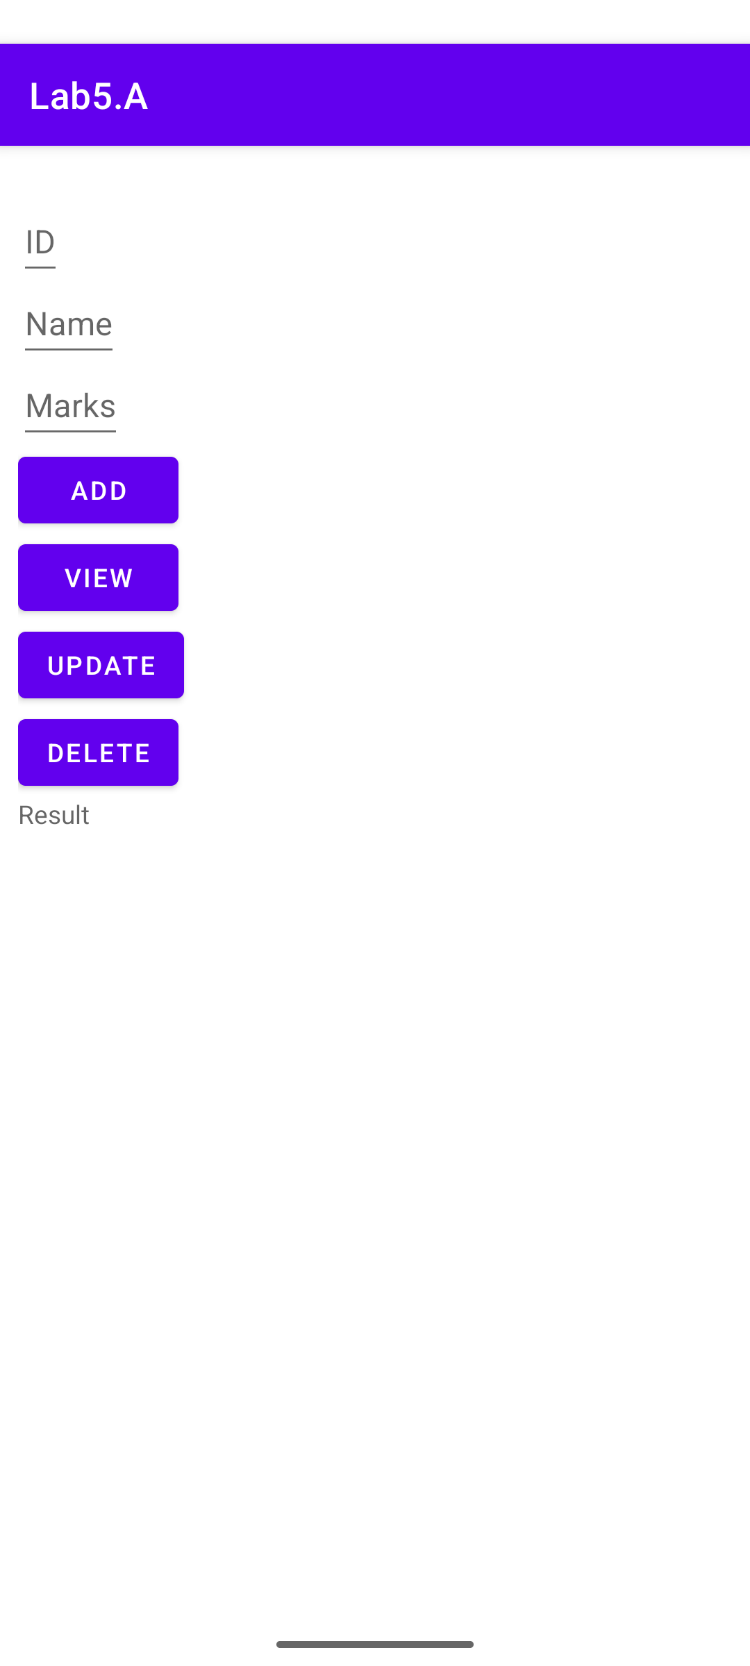 Lab5.A
ID
Name
Marks
ADD
VIEW
UPDATE
DELETE
Result